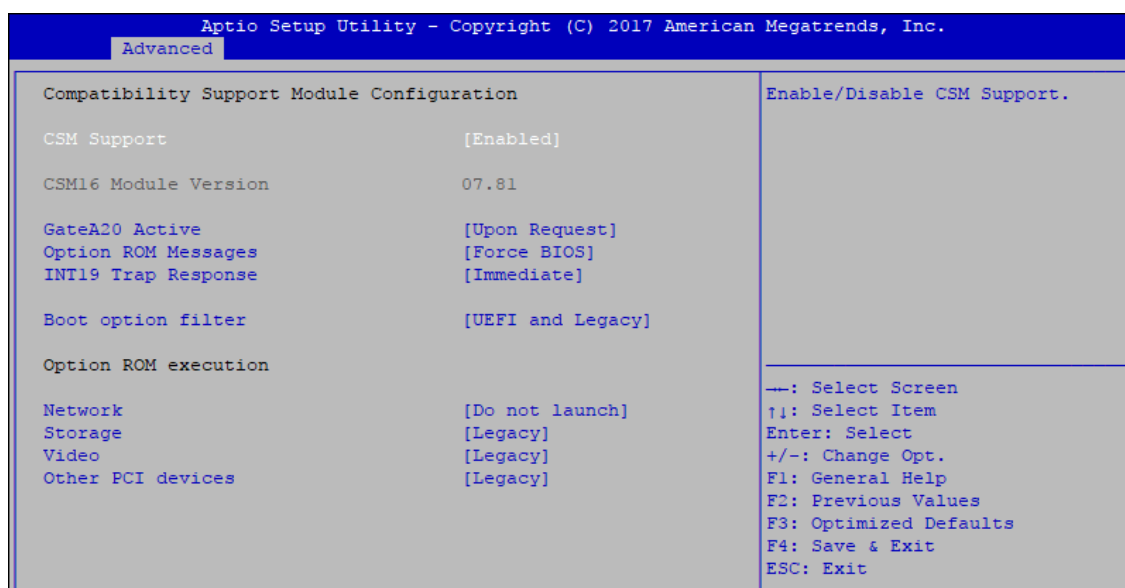 Aptio Setup Utility - Copyright (C) 2017 American Megatrends, Inc.
Advanced
Compatibility Support Module Configuration
CSM Support [Enabled]
CSM16 Module Version 07.81
GateA20 Active [Upon Request]
Option ROM Messages [Force BIOS]
INT19 Trap Response [Immediate]
Boot option filter [UEFI and Legacy]
Option ROM execution
Network [Do not launch]
Storage [Legacy]
Video [Legacy]
Other PCI devices [Legacy]
Enable/Disable CSM Support.
→←: Select Screen
↑↓: Select Item
Enter: Select
+/-: Change Opt.
F1: General Help
F2: Previous Values
F3: Optimized Defaults
F4: Save & Exit
ESC: Exit